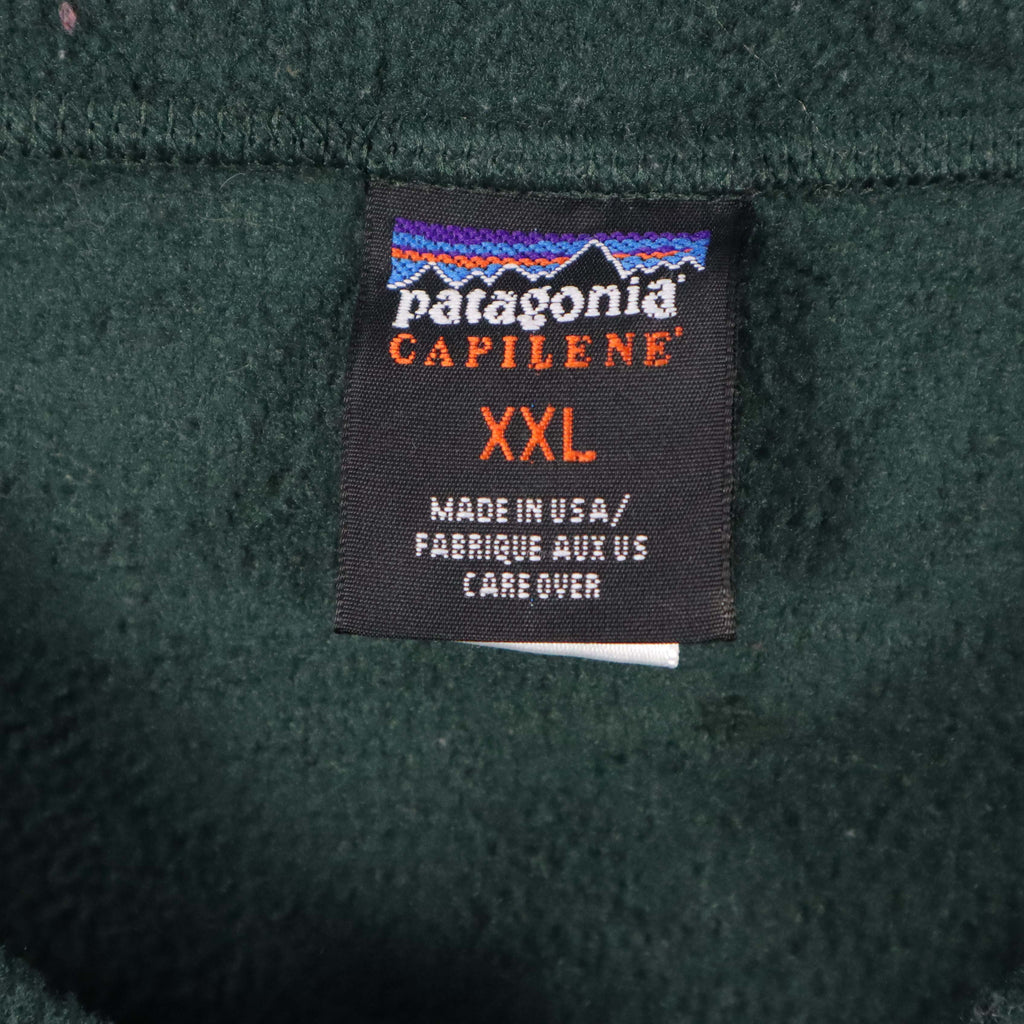 patagonia®
CAPILENE®
XXL
MADE IN USA/
FABRIQUE AUX US
CARE OVER